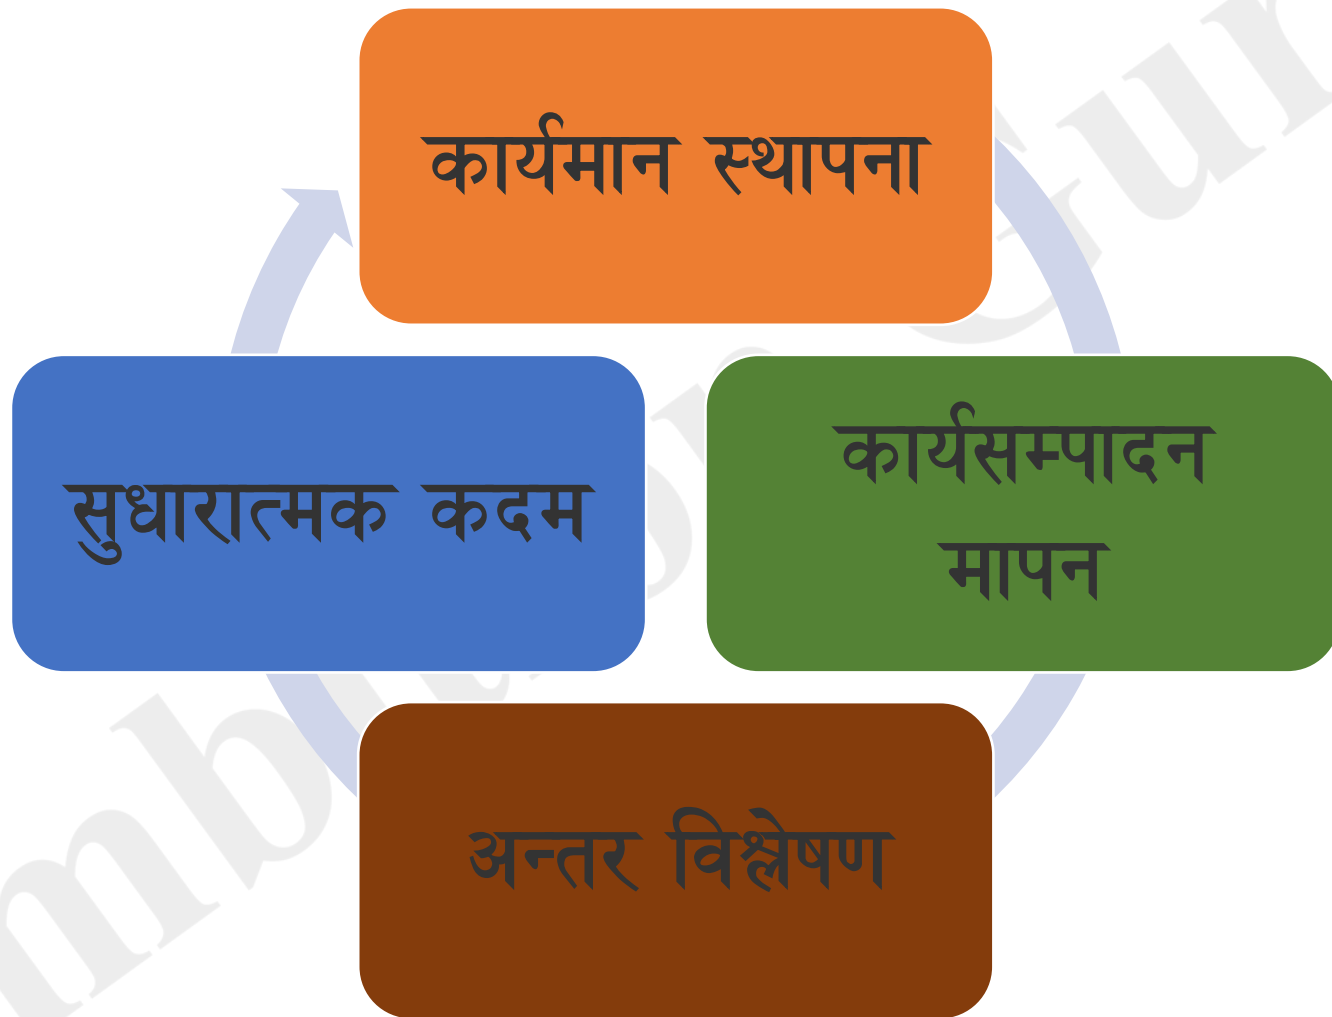 कार्यमान स्थापना
कार्यसम्पादन
मापन
अन्तर विश्लेषण
सुधारात्मक कदम